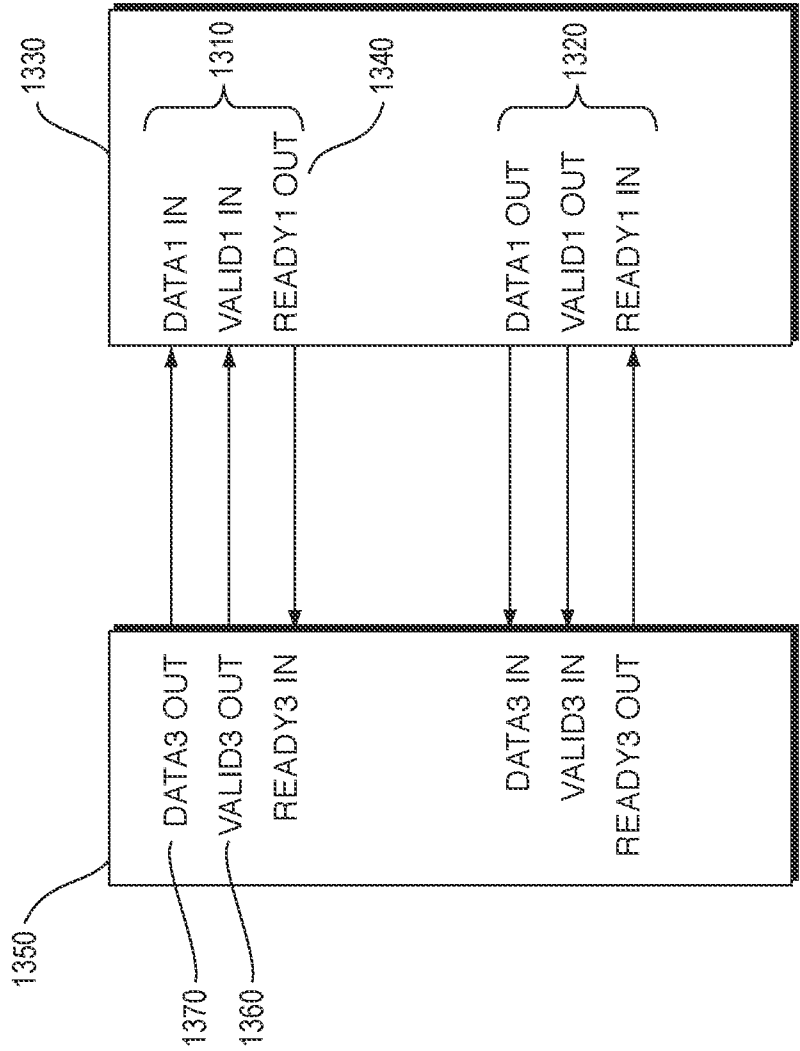 1350
1330
1370
DATA3 OUT
DATA1 IN
1360
VALID3 OUT
VALID1 IN
1310
READY3 IN
READY1 OUT
1340
DATA3 IN
DATA1 OUT
VALID3 IN
VALID1 OUT
1320
READY3 OUT
READY1 IN